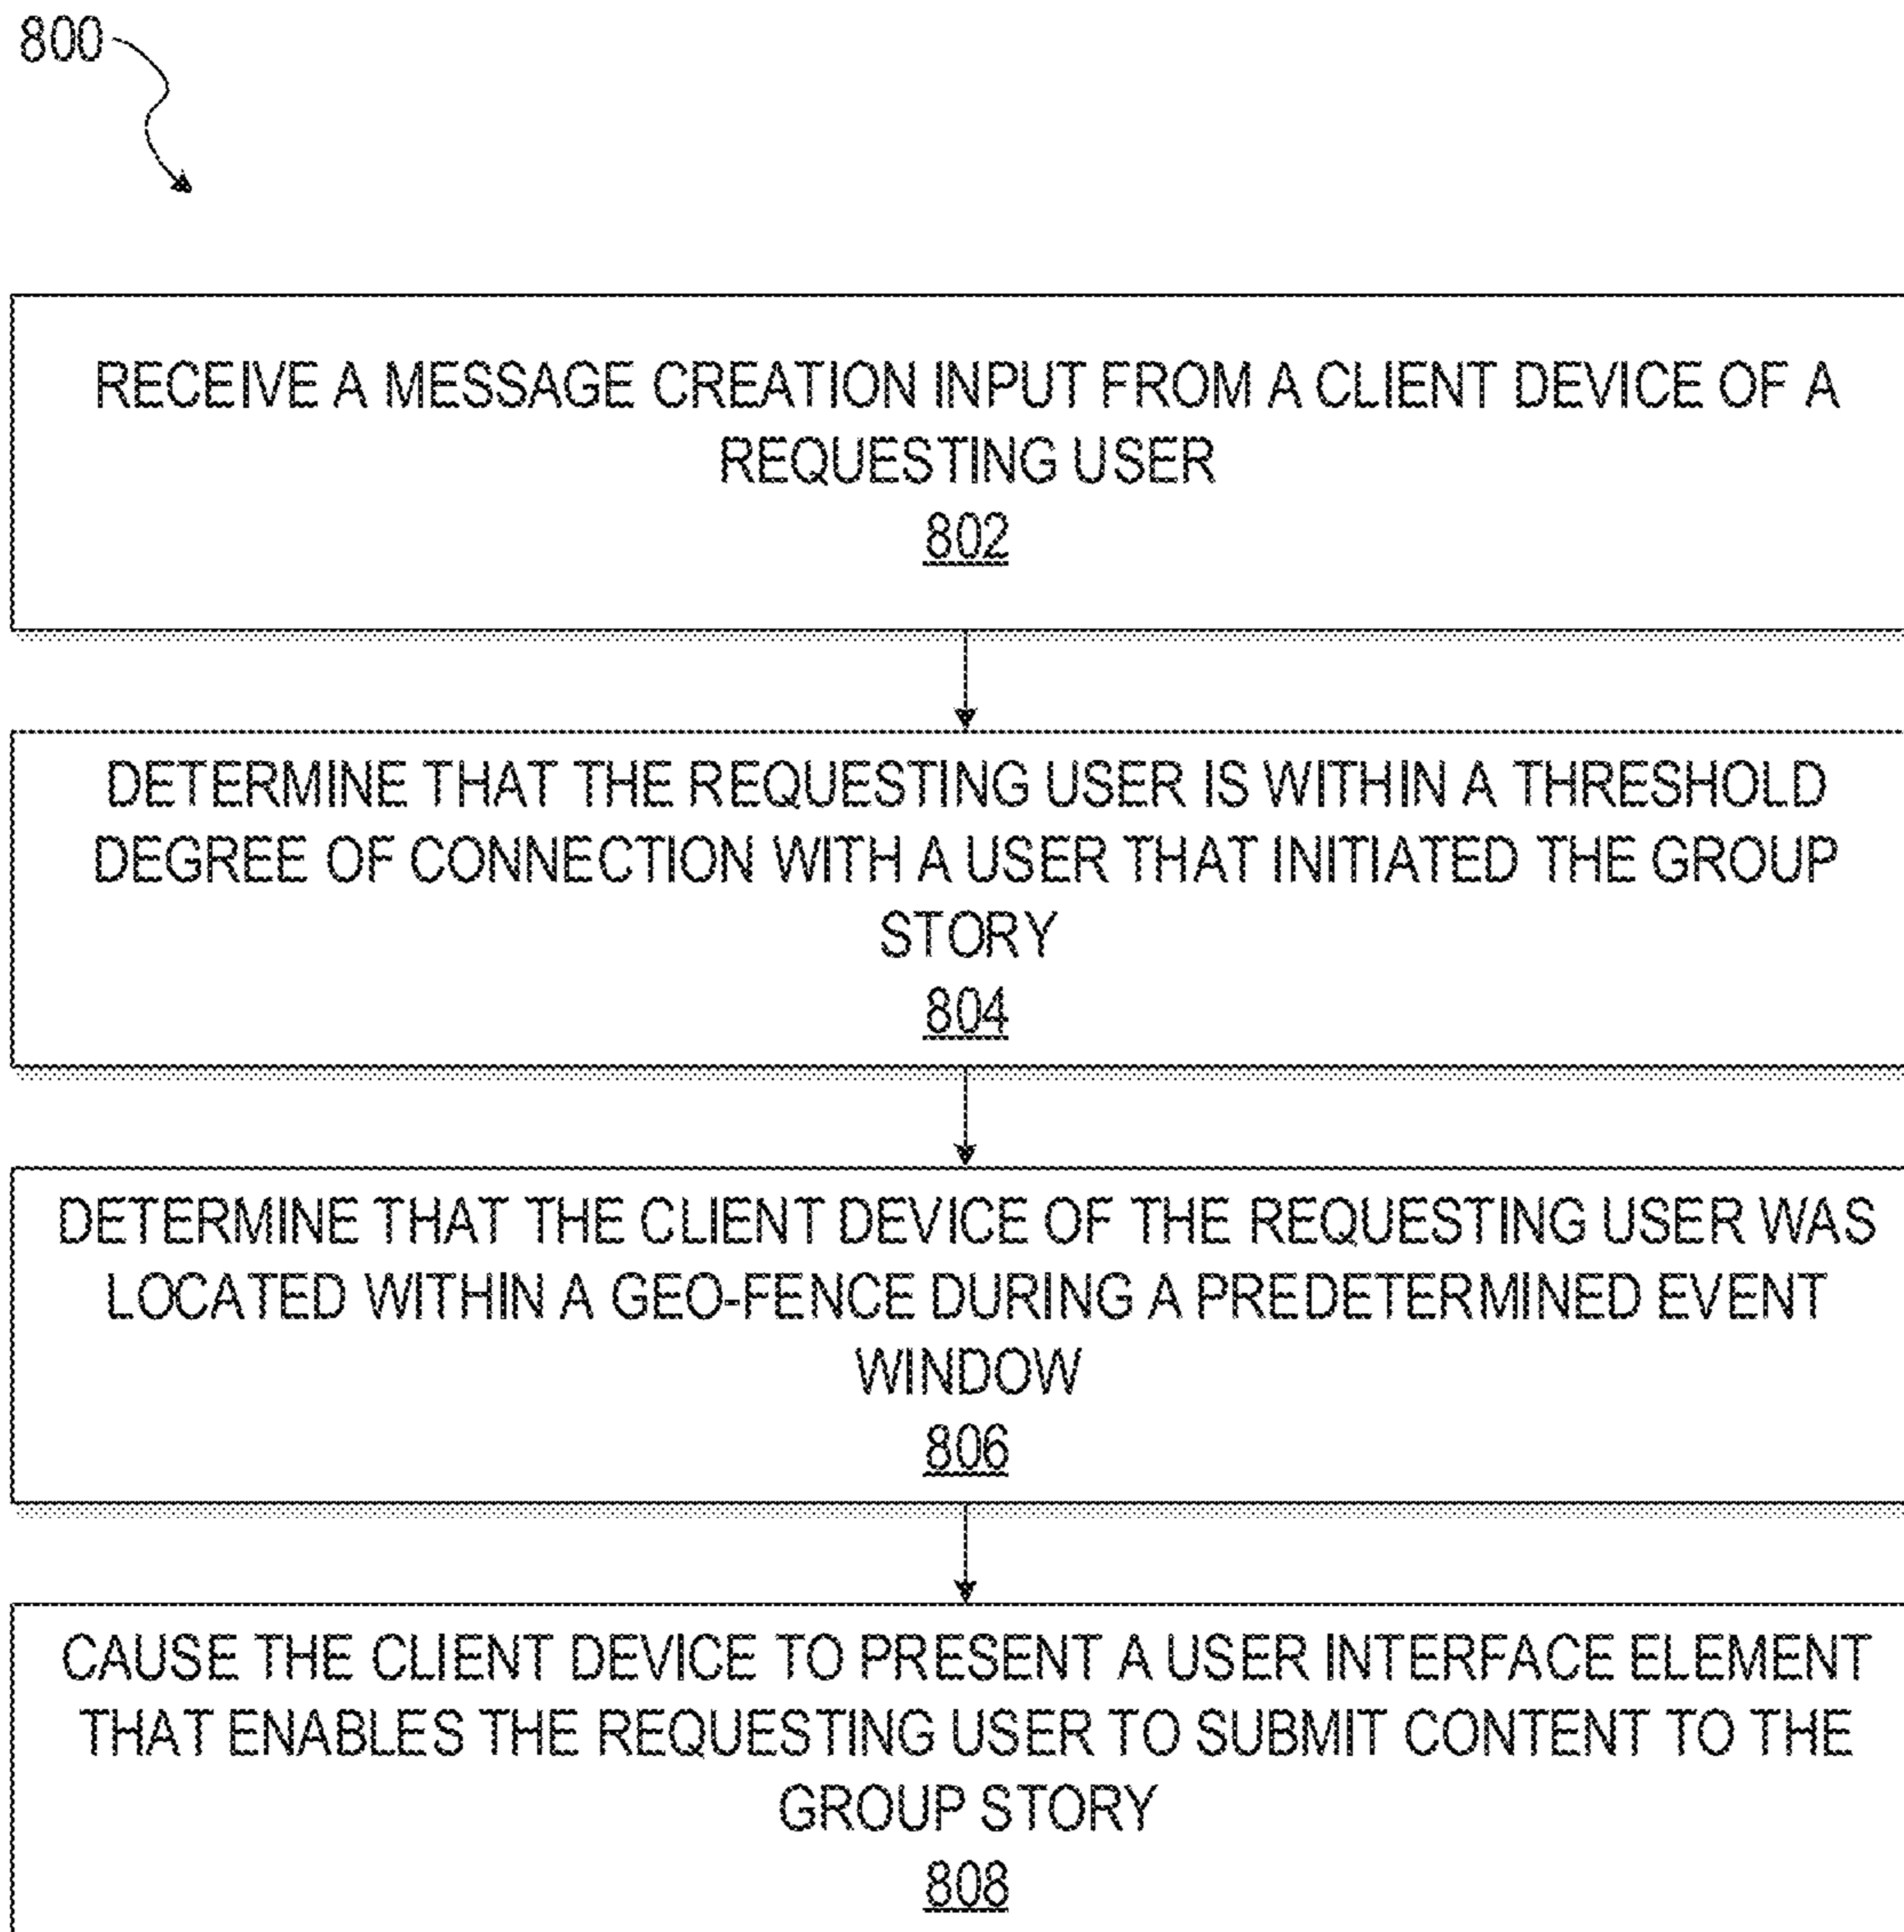 800
RECEIVE A MESSAGE CREATION INPUT FROM A CLIENT DEVICE OF A
REQUESTING USER
802
DETERMINE THAT THE REQUESTING USER IS WITHIN A THRESHOLD
DEGREE OF CONNECTION WITH A USER THAT INITIATED THE GROUP
STORY
804
DETERMINE THAT THE CLIENT DEVICE OF THE REQUESTING USER WAS
LOCATED WITHIN A GEO-FENCE DURING A PREDETERMINED EVENT
WINDOW
806
CAUSE THE CLIENT DEVICE TO PRESENT A USER INTERFACE ELEMENT
THAT ENABLES THE REQUESTING USER TO SUBMIT CONTENT TO THE
GROUP STORY
808